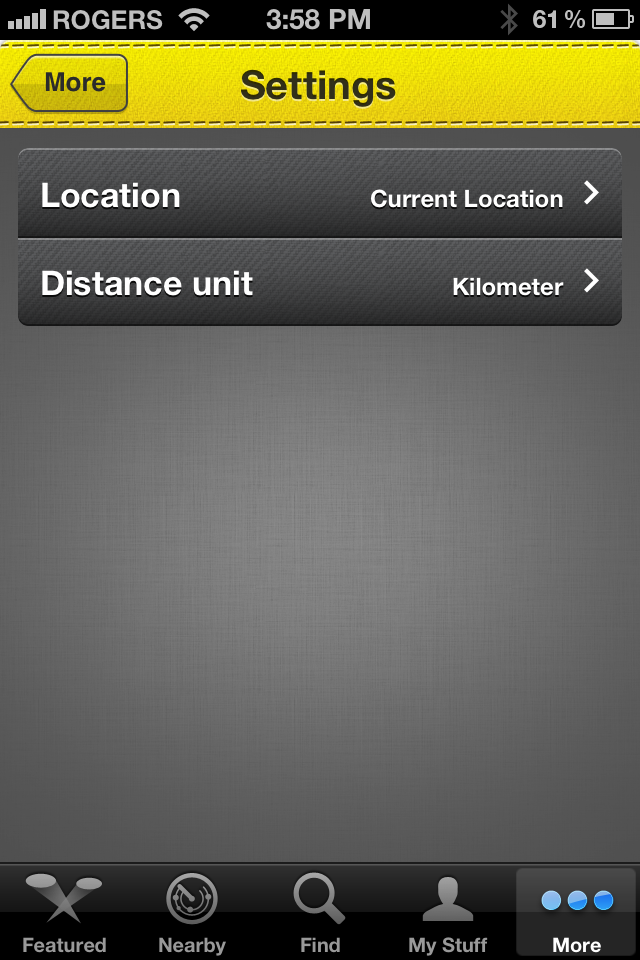 ROGERS 3:58 PM 61 %
More Settings
Location Current Location
Distance unit Kilometer
Featured Nearby Find My Stuff More